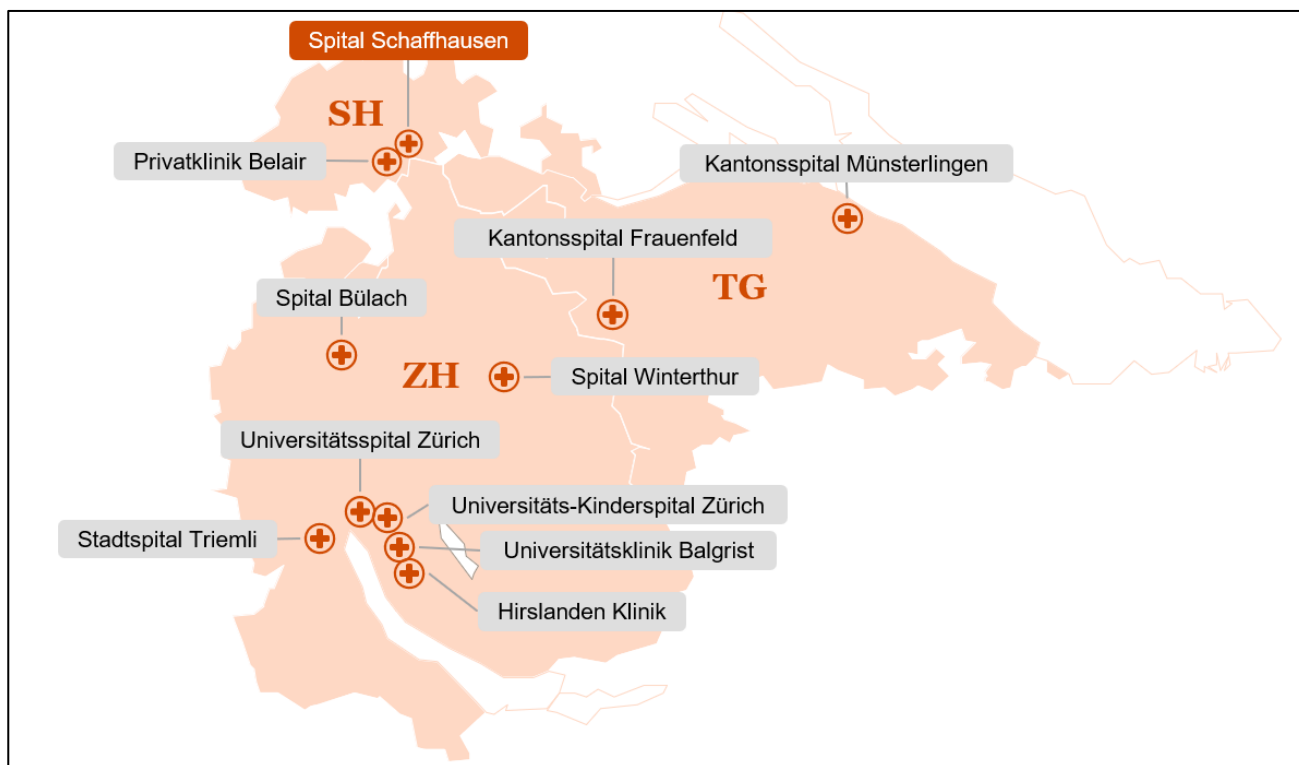 Spital Schaffhausen
SH
Privatklinik Belair
Kantonsspital Münsterlingen
Kantonsspital Frauenfeld
TG
Spital Bülach
ZH
Spital Winterthur
Universitätsspital Zürich
Universitäts-Kinderspital Zürich
Stadtspital Triemli
Universitätsklinik Balgrist
Hirslanden Klinik